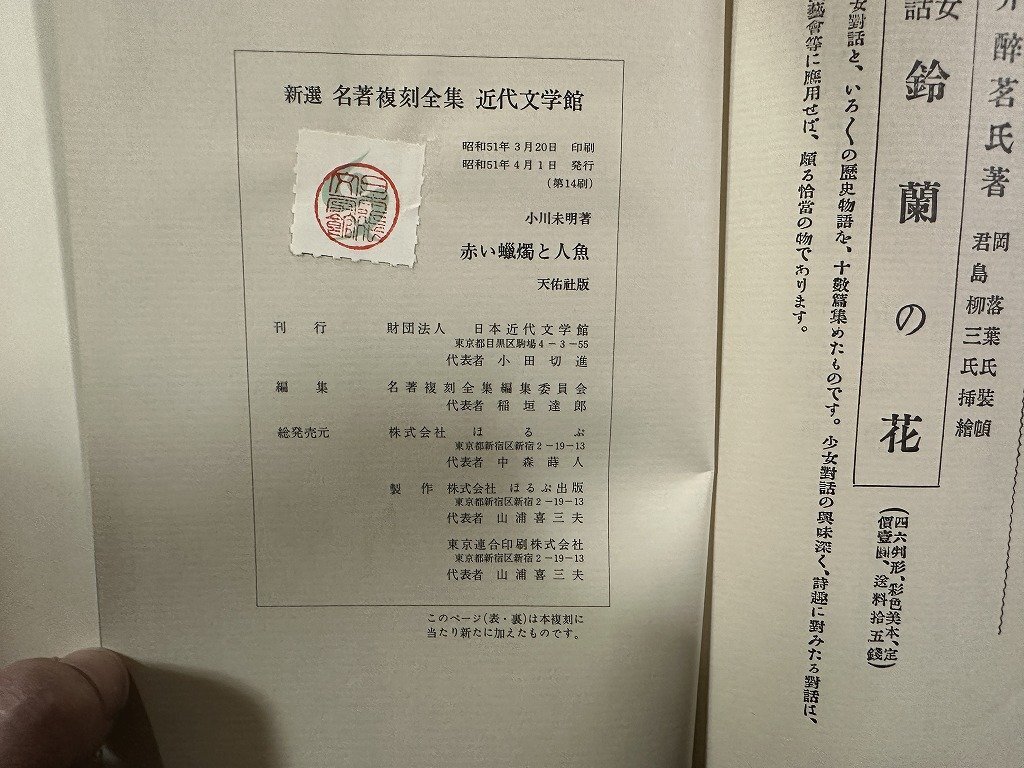 新選 名著複刻全集 近代文学館
昭和51年3月20日 印刷
昭和51年4月1日 発行
(第14刷)
小川未明著
赤い蠟燭と人魚
天佑社版
刊行 財団法人 日本近代文学館
東京都目黒区駒場4-3-55
代表者 小田切進
編集 名著複刻全集編集委員会
代表者 稲垣達郎
総発売元 株式会社 ほるぷ
東京都新宿区新宿2-19-13
代表者 中森蒔人
製作 株式会社 ほるぷ出版
東京都新宿区新宿2-19-13
代表者 山浦喜三夫
東京連合印刷株式会社
東京都新宿区新宿2-19-13
代表者 山浦喜三夫
このページ(表・裏)は本複刻に
当たり新たに加えたものです。
醉茗氏著
岡落葉氏裝幀
君島柳三氏挿繪
女話 鈴蘭の花
(四六判形、彩色美本、定
價壹圓、送料拾五錢)
女對話と、いろ〱の歷史物語を、十數篇集めたものです。少女對話の興味深く、詩趣に對みたる對話は、
藝會等に應用せば、頗る恰當の物であります。